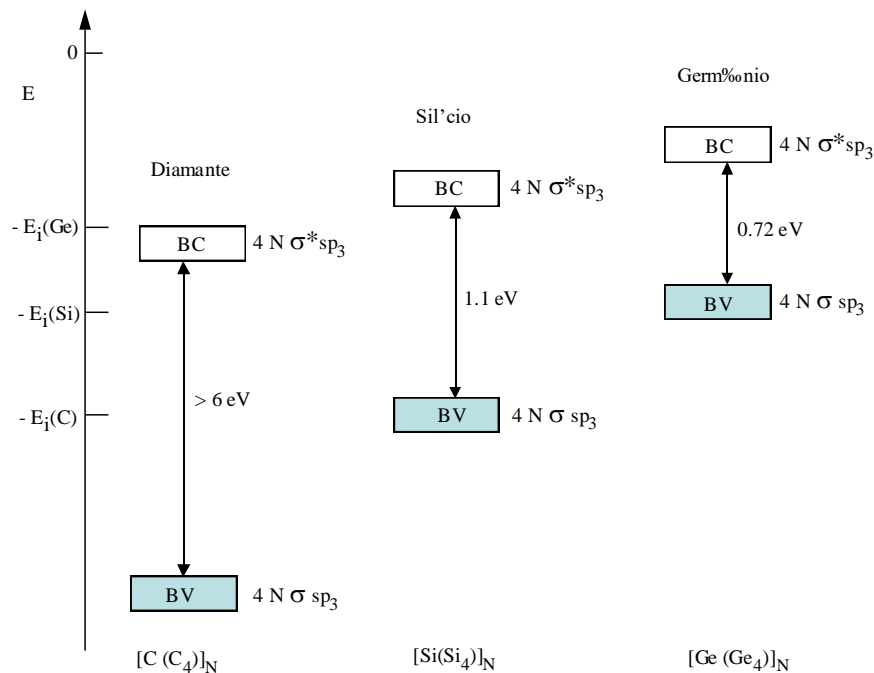 0
E
Germ‰nio
Sil’cio
BC 4 N σ*sp3
Diamante
BC 4 N σ*sp3
- Ei(Ge)
BC 4 N σ*sp3
0.72 eV
1.1 eV
BV 4 N σ sp3
- Ei(Si)
> 6 eV
- Ei(C)
BV 4 N σ sp3
BV 4 N σ sp3
[C (C4)]N
[Si(Si4)]N
[Ge (Ge4)]N